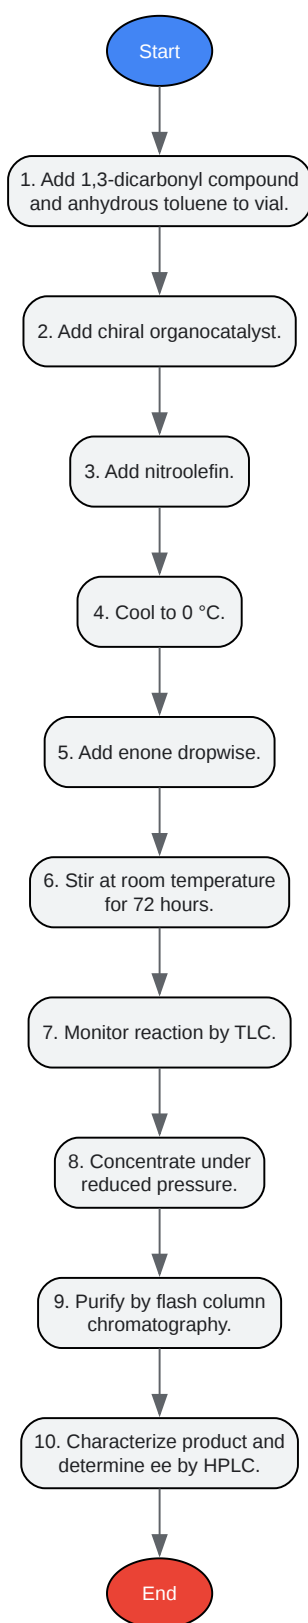 Start
1. Add 1,3-dicarbonyl compound
and anhydrous toluene to vial.
2. Add chiral organocatalyst.
3. Add nitroolefin.
4. Cool to 0 °C.
5. Add enone dropwise.
6. Stir at room temperature
for 72 hours.
7. Monitor reaction by TLC.
8. Concentrate under
reduced pressure.
9. Purify by flash column
chromatography.
10. Characterize product and
determine ee by HPLC.
End